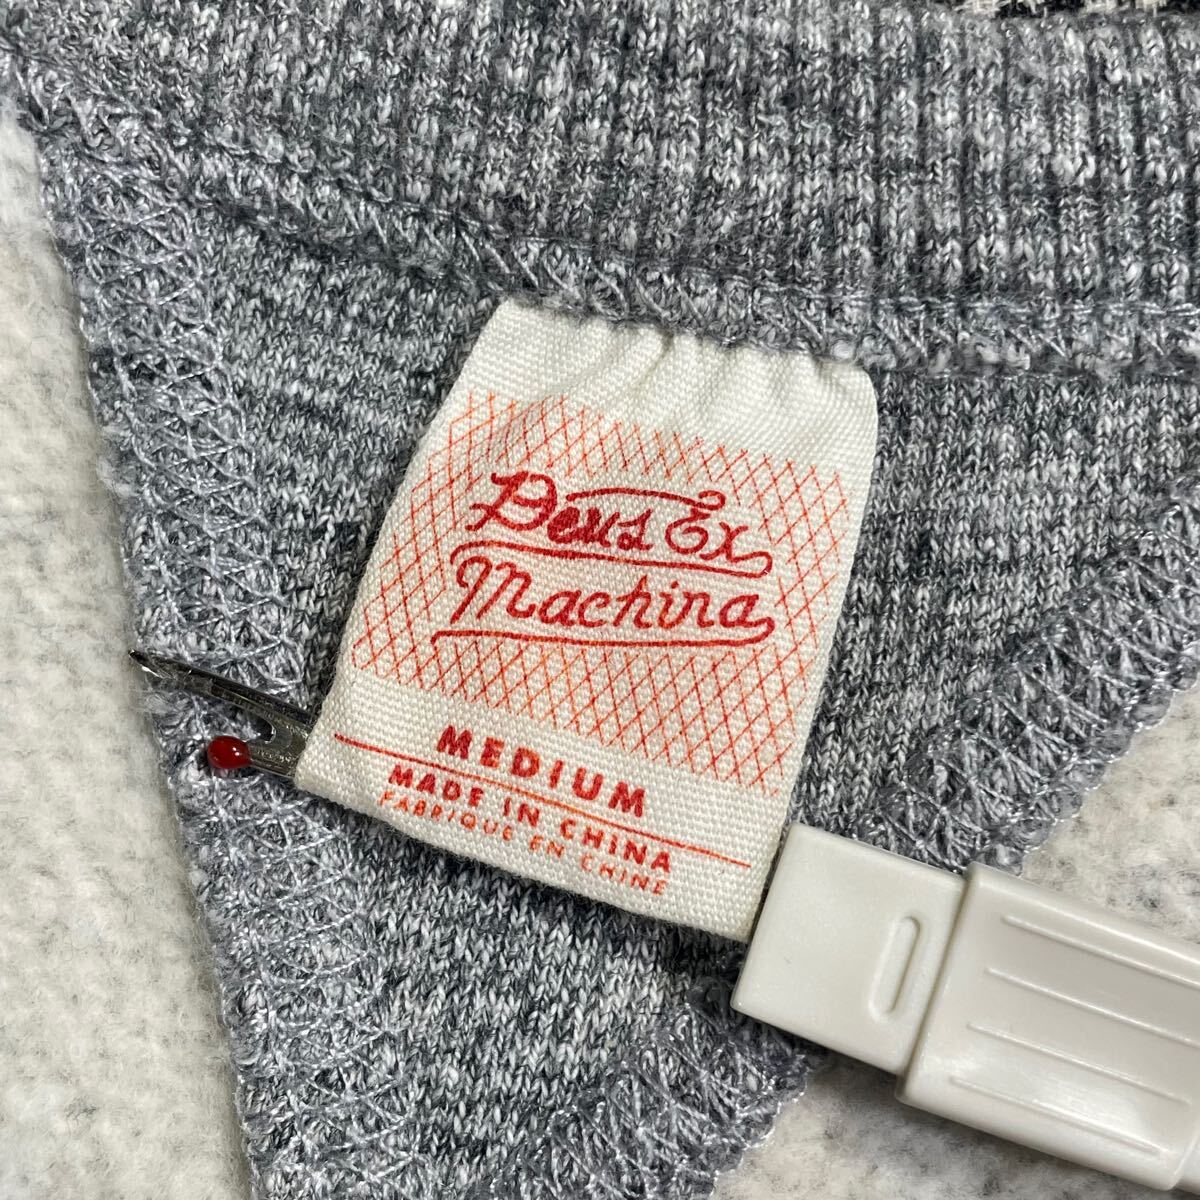 Deus Ex
Machina
MEDIUM
MADE IN CHINA
FABRIQUE EN CHINE